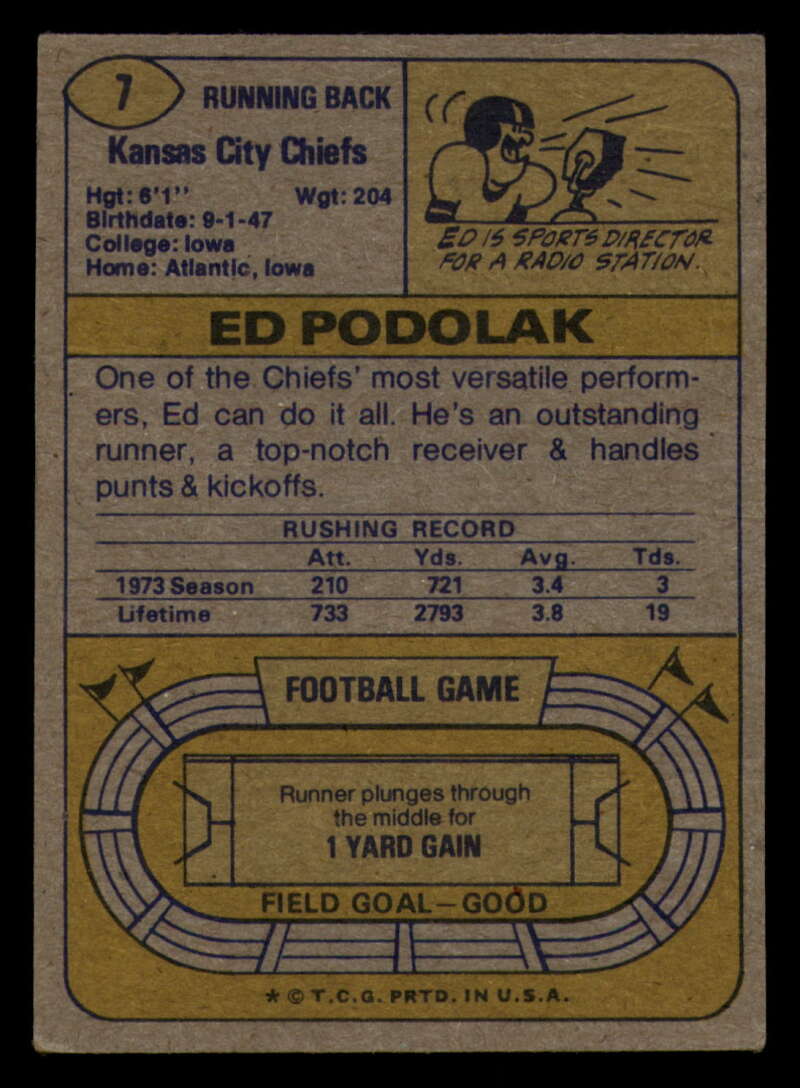 7
RUNNING BACK
Kansas City Chiefs
Hgt: 6'1'' Wgt: 204
Birthdate: 9-1-47
College: Iowa
Home: Atlantic, Iowa
ED IS SPORTS DIRECTOR
FOR A RADIO STATION.
ED PODOLAK
One of the Chiefs' most versatile perform-
ers, Ed can do it all. He's an outstanding
runner, a top-notch receiver & handles
punts & kickoffs.
RUSHING RECORD
Att. Yds. Avg. Tds.
1973 Season 210 721 3.4 3
Lifetime 733 2793 3.8 19
FOOTBALL GAME
Runner plunges through
the middle for
1 YARD GAIN
FIELD GOAL—GOOD
* © T.C.G. PRTD. IN U.S.A.